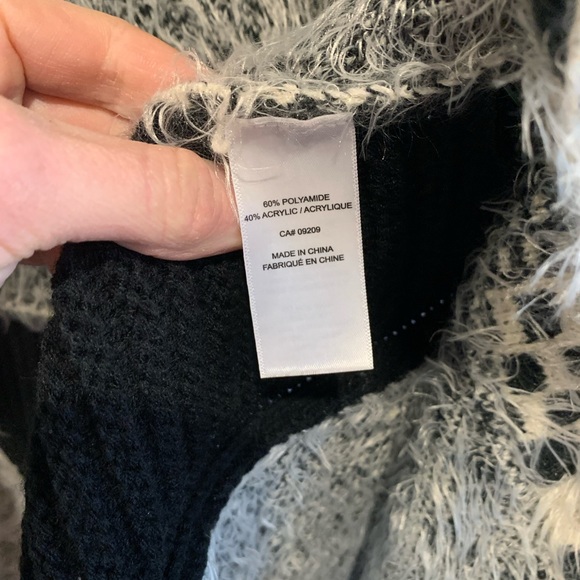 60% POLYAMIDE
40% ACRYLIC / ACRYLIQUE
CA# 09209
MADE IN CHINA
FABRIQUÉ EN CHINE